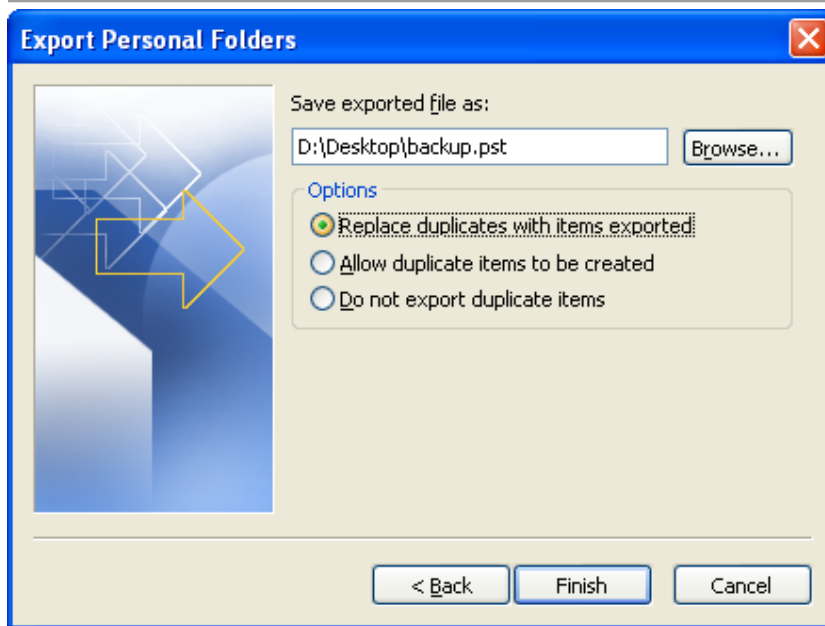 Export Personal Folders
Save exported file as:
D:\Desktop\backup.pst
Browse...
Options
Replace duplicates with items exported
Allow duplicate items to be created
Do not export duplicate items
< Back
Finish
Cancel